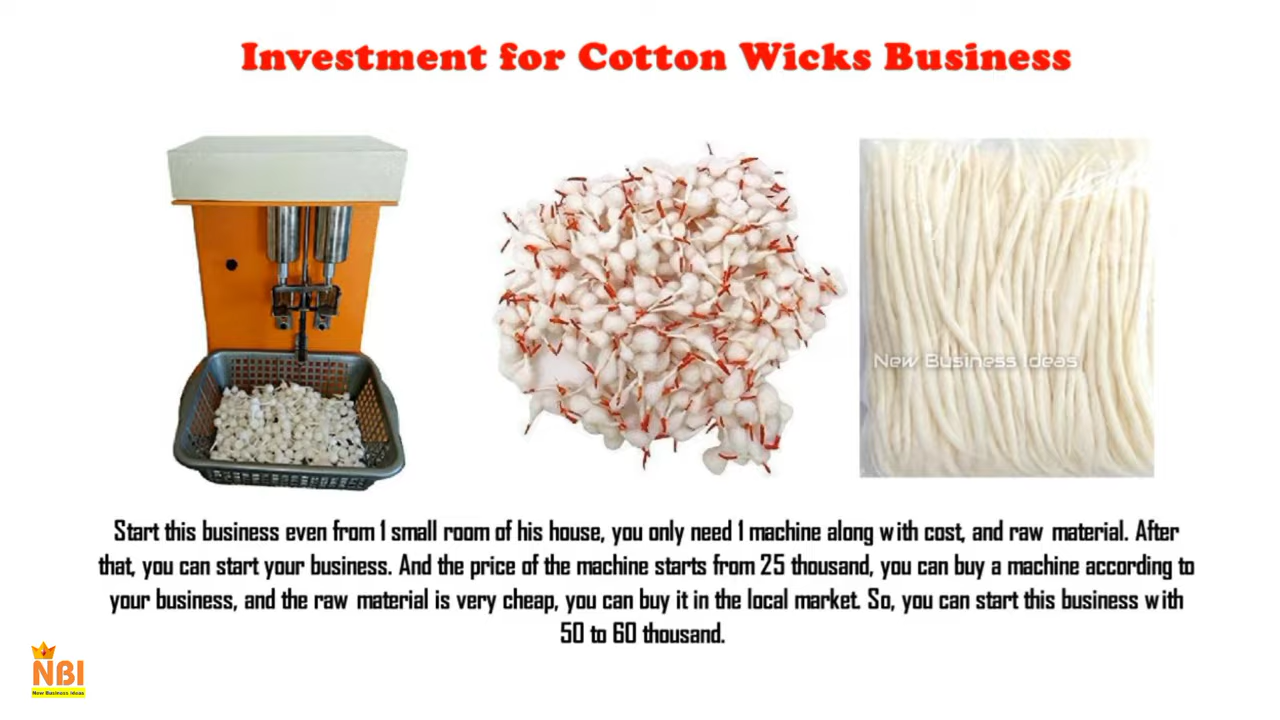 Investment for Cotton Wicks Business
New Business Ideas
Start this business even from 1 small room of his house, you only need 1 machine along with cost, and raw material. After
that, you can start your business. And the price of the machine starts from 25 thousand, you can buy a machine according to
your business, and the raw material is very cheap, you can buy it in the local market. So, you can start this business with
50 to 60 thousand.
NBI
New Business Ideas